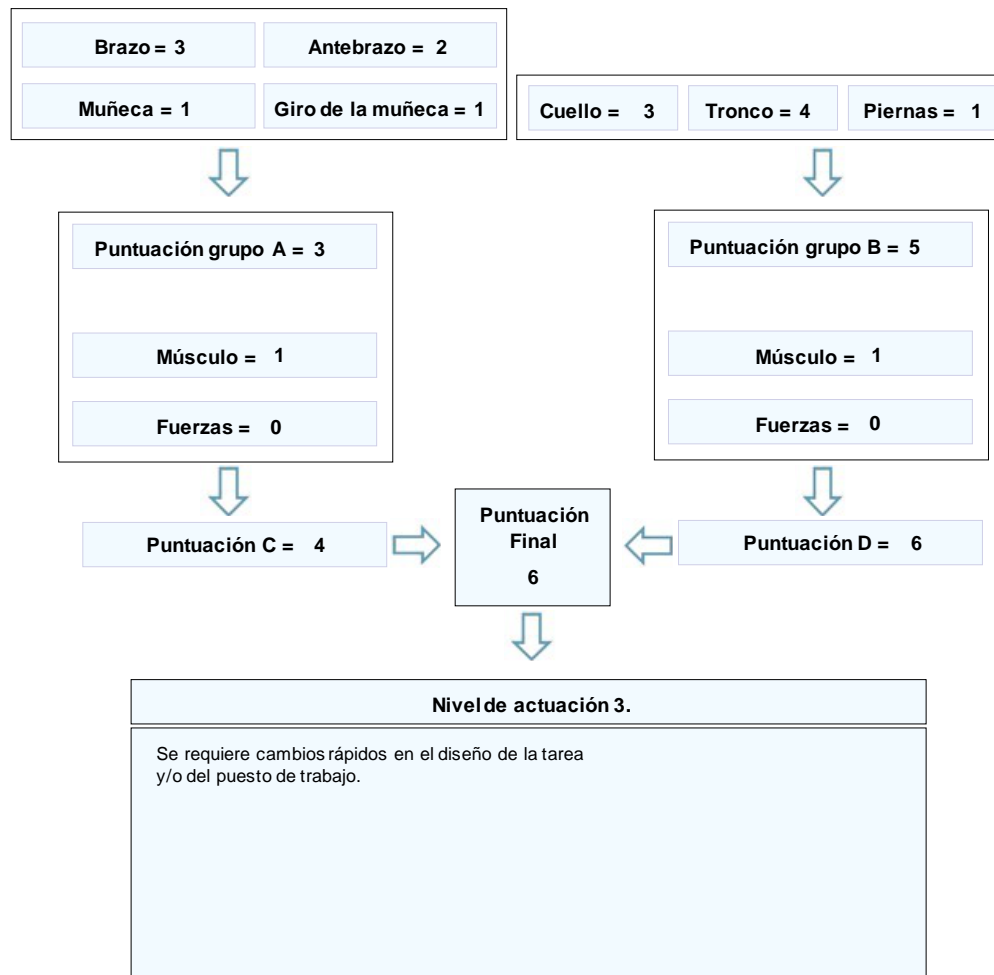 Brazo = 3
Antebrazo = 2
Muñeca = 1
Giro de la muñeca = 1
Cuello = 3
Tronco = 4
Piernas = 1
Puntuación grupo A = 3
Músculo = 1
Fuerzas = 0
Puntuación grupo B = 5
Músculo = 1
Fuerzas = 0
Puntuación C = 4
Puntuación
Final
6
Puntuación D = 6
Nivel de actuación 3.
Se requiere cambios rápidos en el diseño de la tarea
y/o del puesto de trabajo.